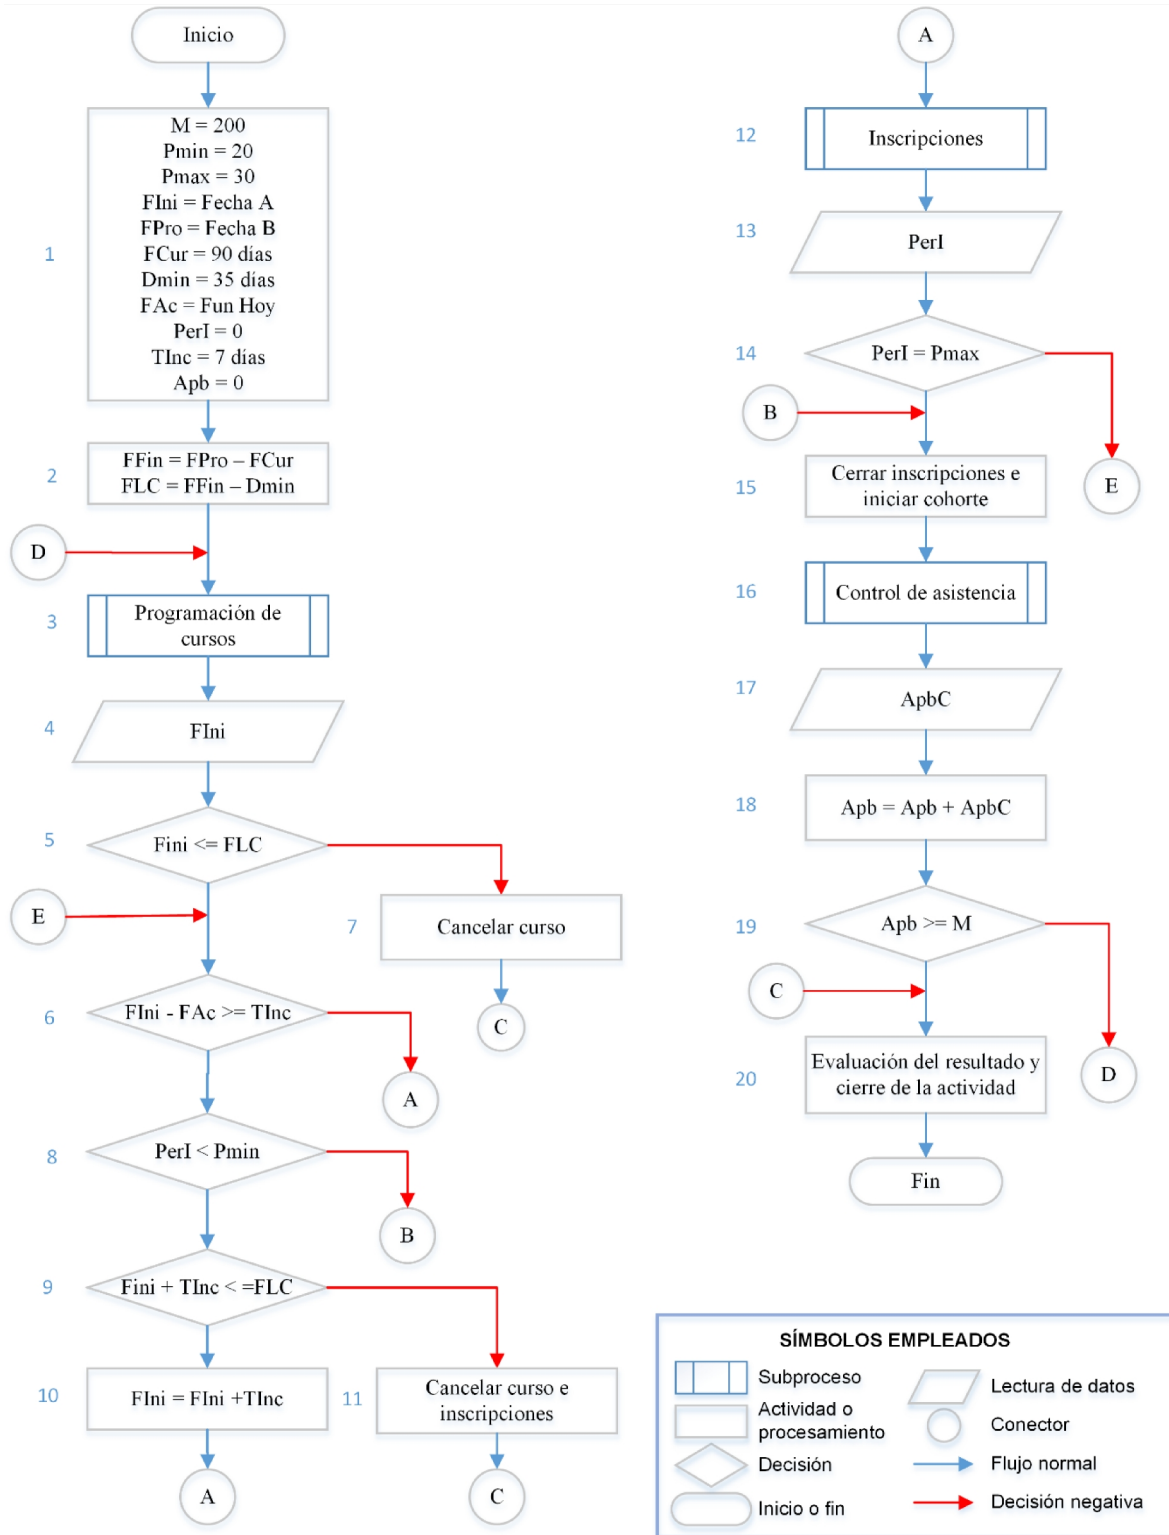 Inicio
1
M = 200
Pmin = 20
Pmax = 30
FIni = Fecha A
FPro = Fecha B
FCur = 90 días
Dmin = 35 días
FAc = Fun Hoy
PerI = 0
TInc = 7 días
Apb = 0
2
FFin = FPro – FCur
FLC = FFin – Dmin
D
3
Programación de
cursos
4
FIni
5
Fini <= FLC
E
7
Cancelar curso
C
6
FIni - FAc >= TInc
A
8
PerI < Pmin
B
9
Fini + TInc < =FLC
10
FIni = FIni +TInc
11
Cancelar curso e
inscripciones
A
C
A
12
Inscripciones
13
PerI
14
PerI = Pmax
B
E
15
Cerrar inscripciones e
iniciar cohorte
16
Control de asistencia
17
ApbC
18
Apb = Apb + ApbC
19
Apb >= M
C
D
20
Evaluación del resultado y
cierre de la actividad
Fin
SÍMBOLOS EMPLEADOS
Subproceso
Actividad o
procesamiento
Decisión
Inicio o fin
Lectura de datos
Conector
Flujo normal
Decisión negativa